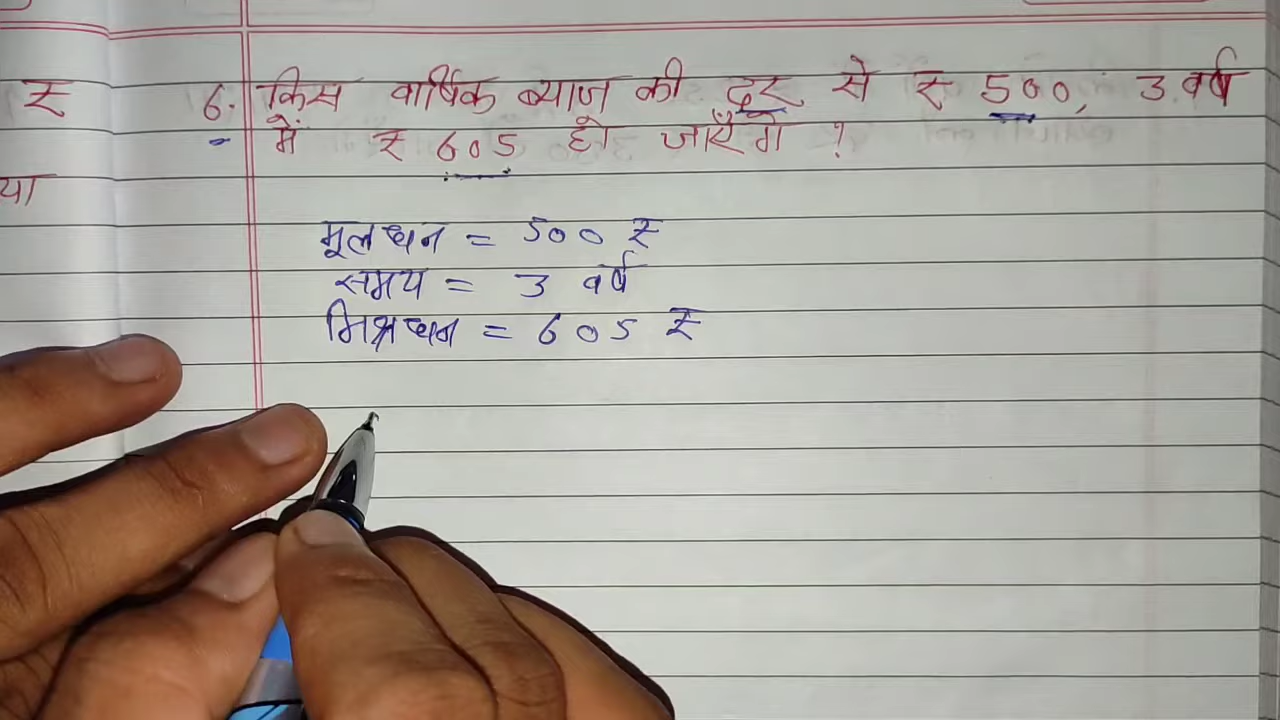 ₹
या
6. किस वार्षिक ब्याज की दर से ₹ 500, 3 वर्ष
में ₹ 605 हो जाएँगे ?
मूलधन = 500 ₹
समय = 3 वर्ष
मिश्रधन = 605 ₹